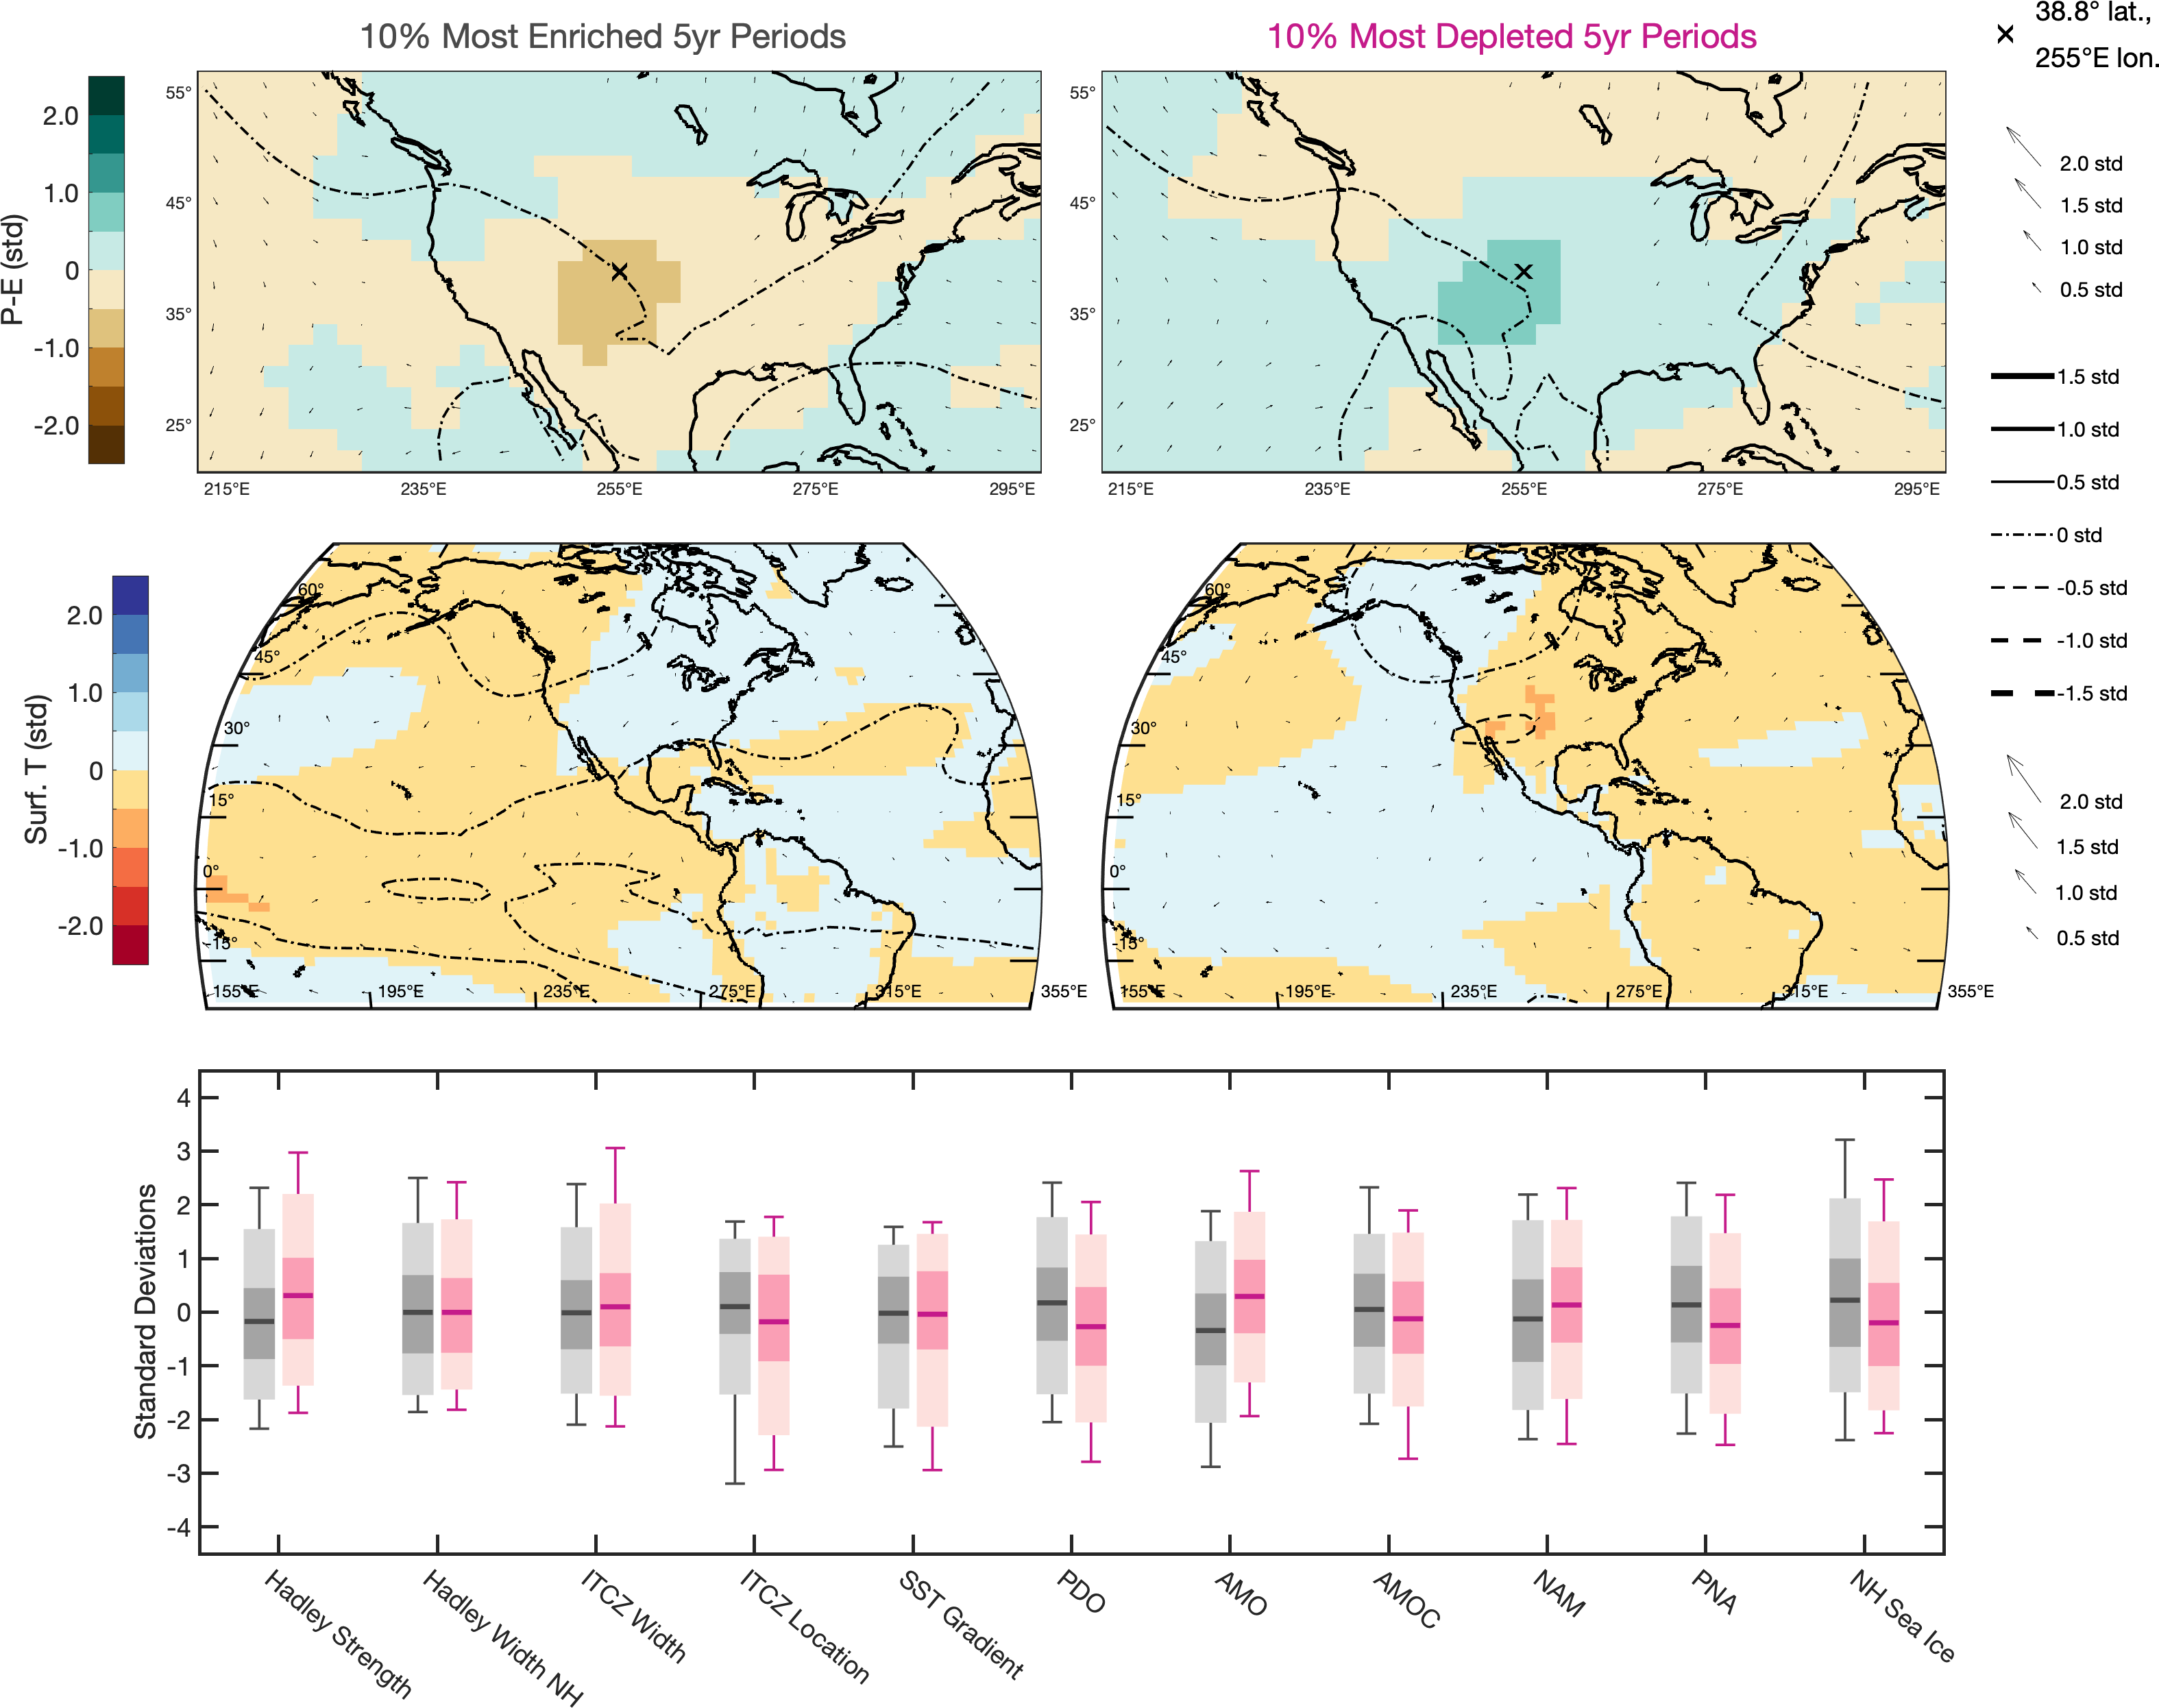 10% Most Enriched 5yr Periods
10% Most Depleted 5yr Periods
38.8° lat.,
255°E lon.
P-E (std)
2.0
1.0
0
-1.0
-2.0
55°
45°
35°
25°
215°E
235°E
255°E
275°E
295°E
55°
45°
35°
25°
215°E
235°E
255°E
275°E
295°E
2.0 std
1.5 std
1.0 std
0.5 std
1.5 std
1.0 std
0.5 std
0 std
-0.5 std
-1.0 std
-1.5 std
2.0 std
1.5 std
1.0 std
0.5 std
Surf. T (std)
2.0
1.0
0
-1.0
-2.0
60°
45°
30°
15°
0°
-15°
155°E
195°E
235°E
275°E
315°E
355°E
60°
45°
30°
15°
0°
-15°
155°E
195°E
235°E
275°E
315°E
355°E
Standard Deviations
4
3
2
1
0
-1
-2
-3
-4
Hadley Strength
Hadley Width NH
ITCZ Width
ITCZ Location
SST Gradient
PDO
AMO
AMOC
NAM
PNA
NH Sea Ice